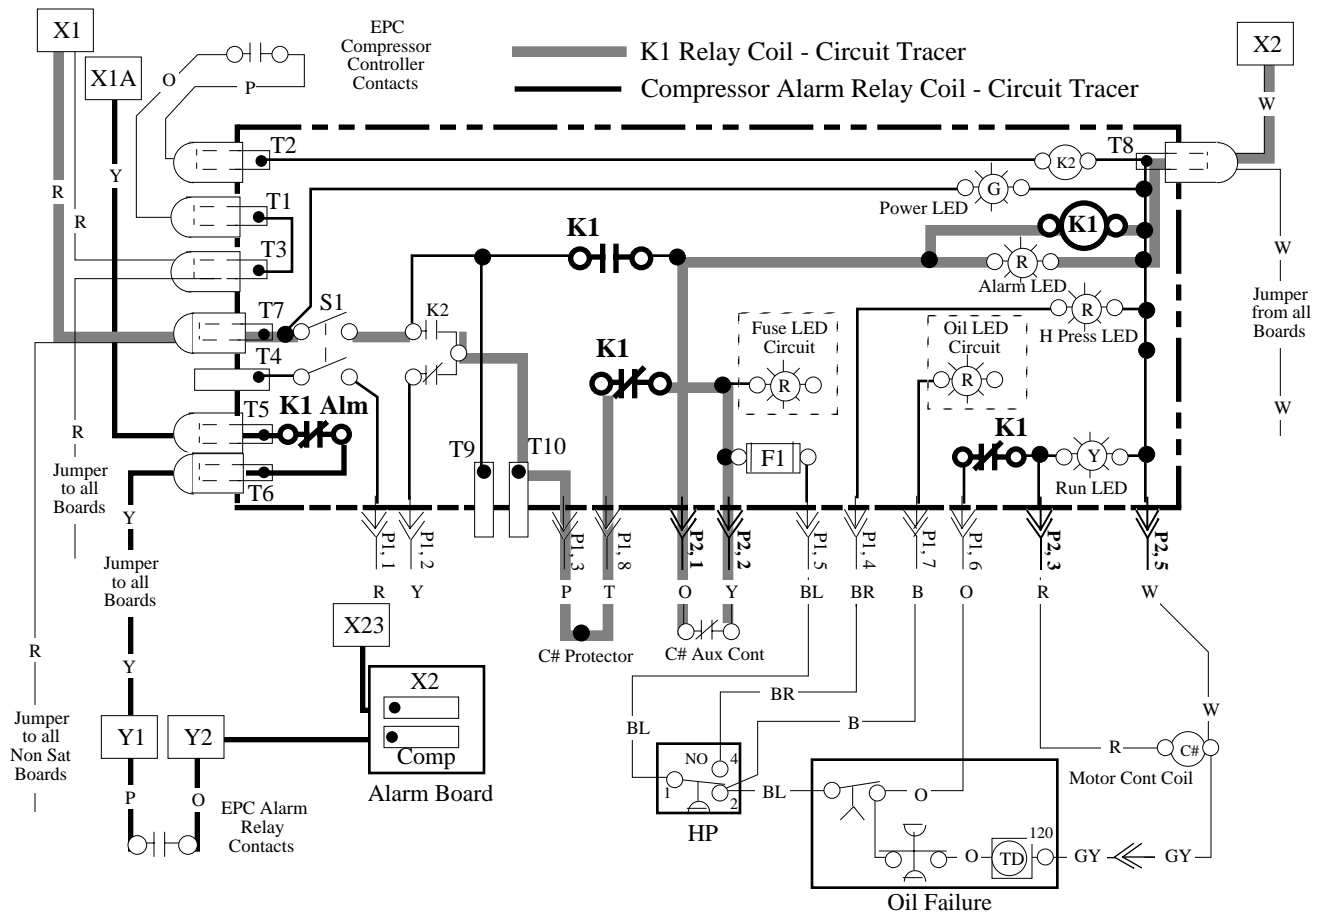 X1
X1A
O
P
EPC
Compressor
Controller
Contacts
K1 Relay Coil - Circuit Tracer
Compressor Alarm Relay Coil - Circuit Tracer
X2
W
T2
K2
T8
Y
R
R
T1
Power LED
G
K1
K1
T3
R
Alarm LED
W
Jumper
from all
Boards
W
T7
S1
K2
T4
K1
Fuse LED
Circuit
R
Oil LED
Circuit
R
R
H Press LED
T5
K1 Alm
T6
T9
T10
F1
K1
Y
Run LED
R
Jumper
to all
Boards
Y
Jumper
to all
Boards
P1, 1
P1, 2
P1, 3
P1, 8
P2, 1
P2, 2
P1, 5
P1, 4
P1, 7
P1, 6
P2, 3
P2, 5
R
Y
P
T
O
Y
BL
BR
B
O
R
W
C# Protector
C# Aux Cont
R
Y
X23
X2
Comp
Alarm Board
Jumper
to all
Non Sat
Boards
Y1
Y2
P
O
EPC Alarm
Relay
Contacts
BR
BL
B
NO
4
1
2
HP
BL
O
O
TD
120
Oil Failure
GY
GY
R
C#
W
Motor Cont Coil